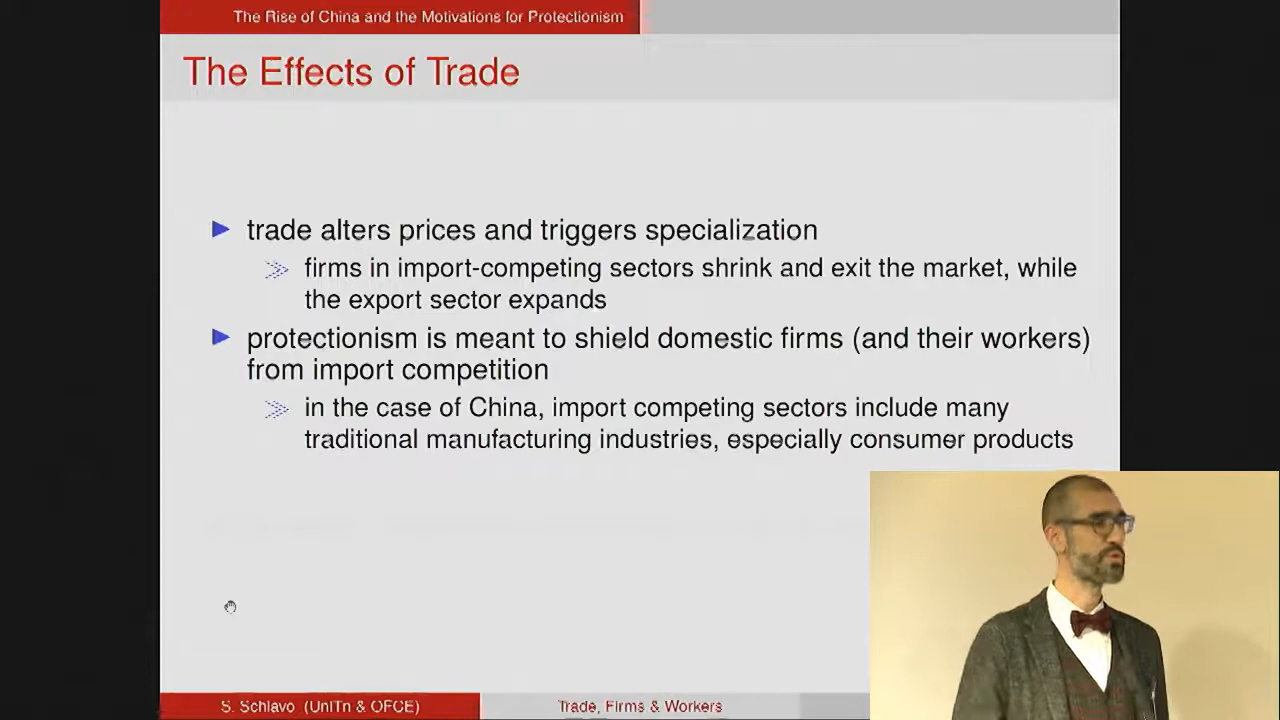 The Rise of China and the Motivations for Protectionism
The Effects of Trade
trade alters prices and triggers specialization
firms in import-competing sectors shrink and exit the market, while
the export sector expands
protectionism is meant to shield domestic firms (and their workers)
from import competition
in the case of China, import competing sectors include many
traditional manufacturing industries, especially consumer products
S. Schiavo (UniTn & OFCE)
Trade, Firms & Workers